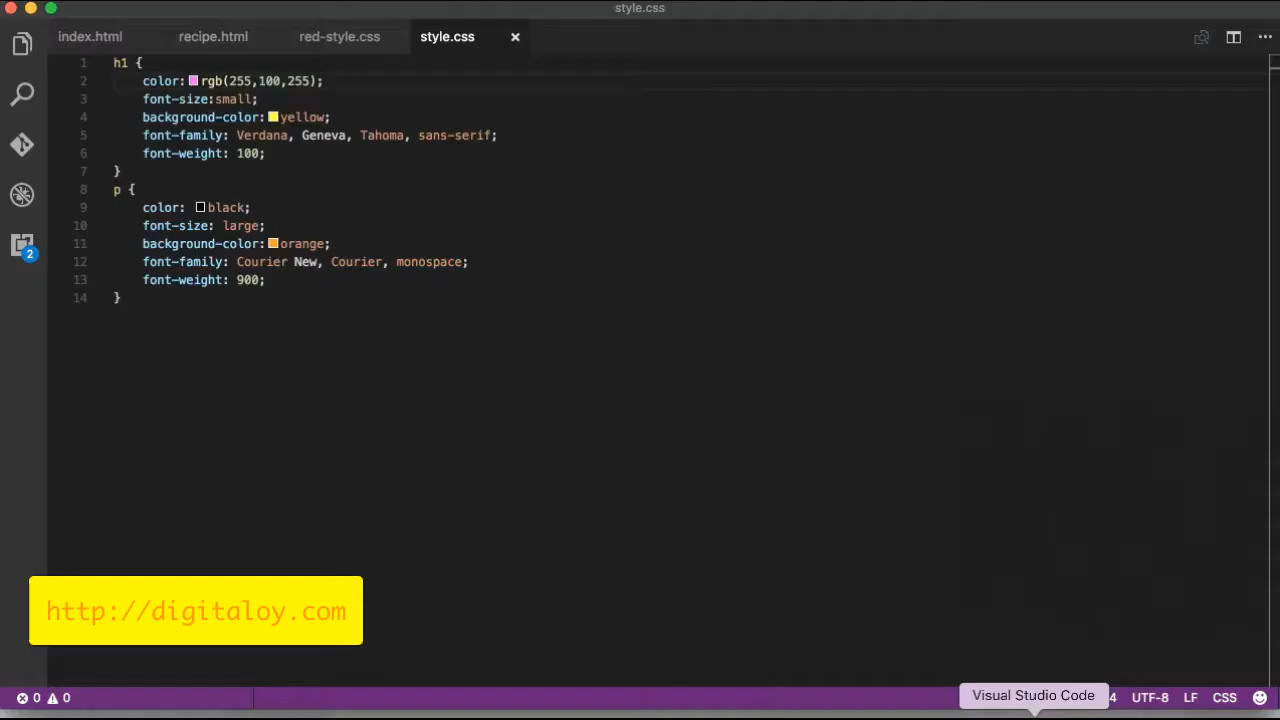 style.css
index.html recipe.html red-style.css style.css
1 h1 {
2 color: rgb(255,100,255);
3 font-size:small;
4 background-color: yellow;
5 font-family: Verdana, Geneva, Tahoma, sans-serif;
6 font-weight: 100;
7 }
8 p {
9 color: black;
10 font-size: large;
11 background-color: orange;
12 font-family: Courier New, Courier, monospace;
13 font-weight: 900;
14 }
2
http://digitaloy.com
0 0 Visual Studio Code 4 UTF-8 LF CSS